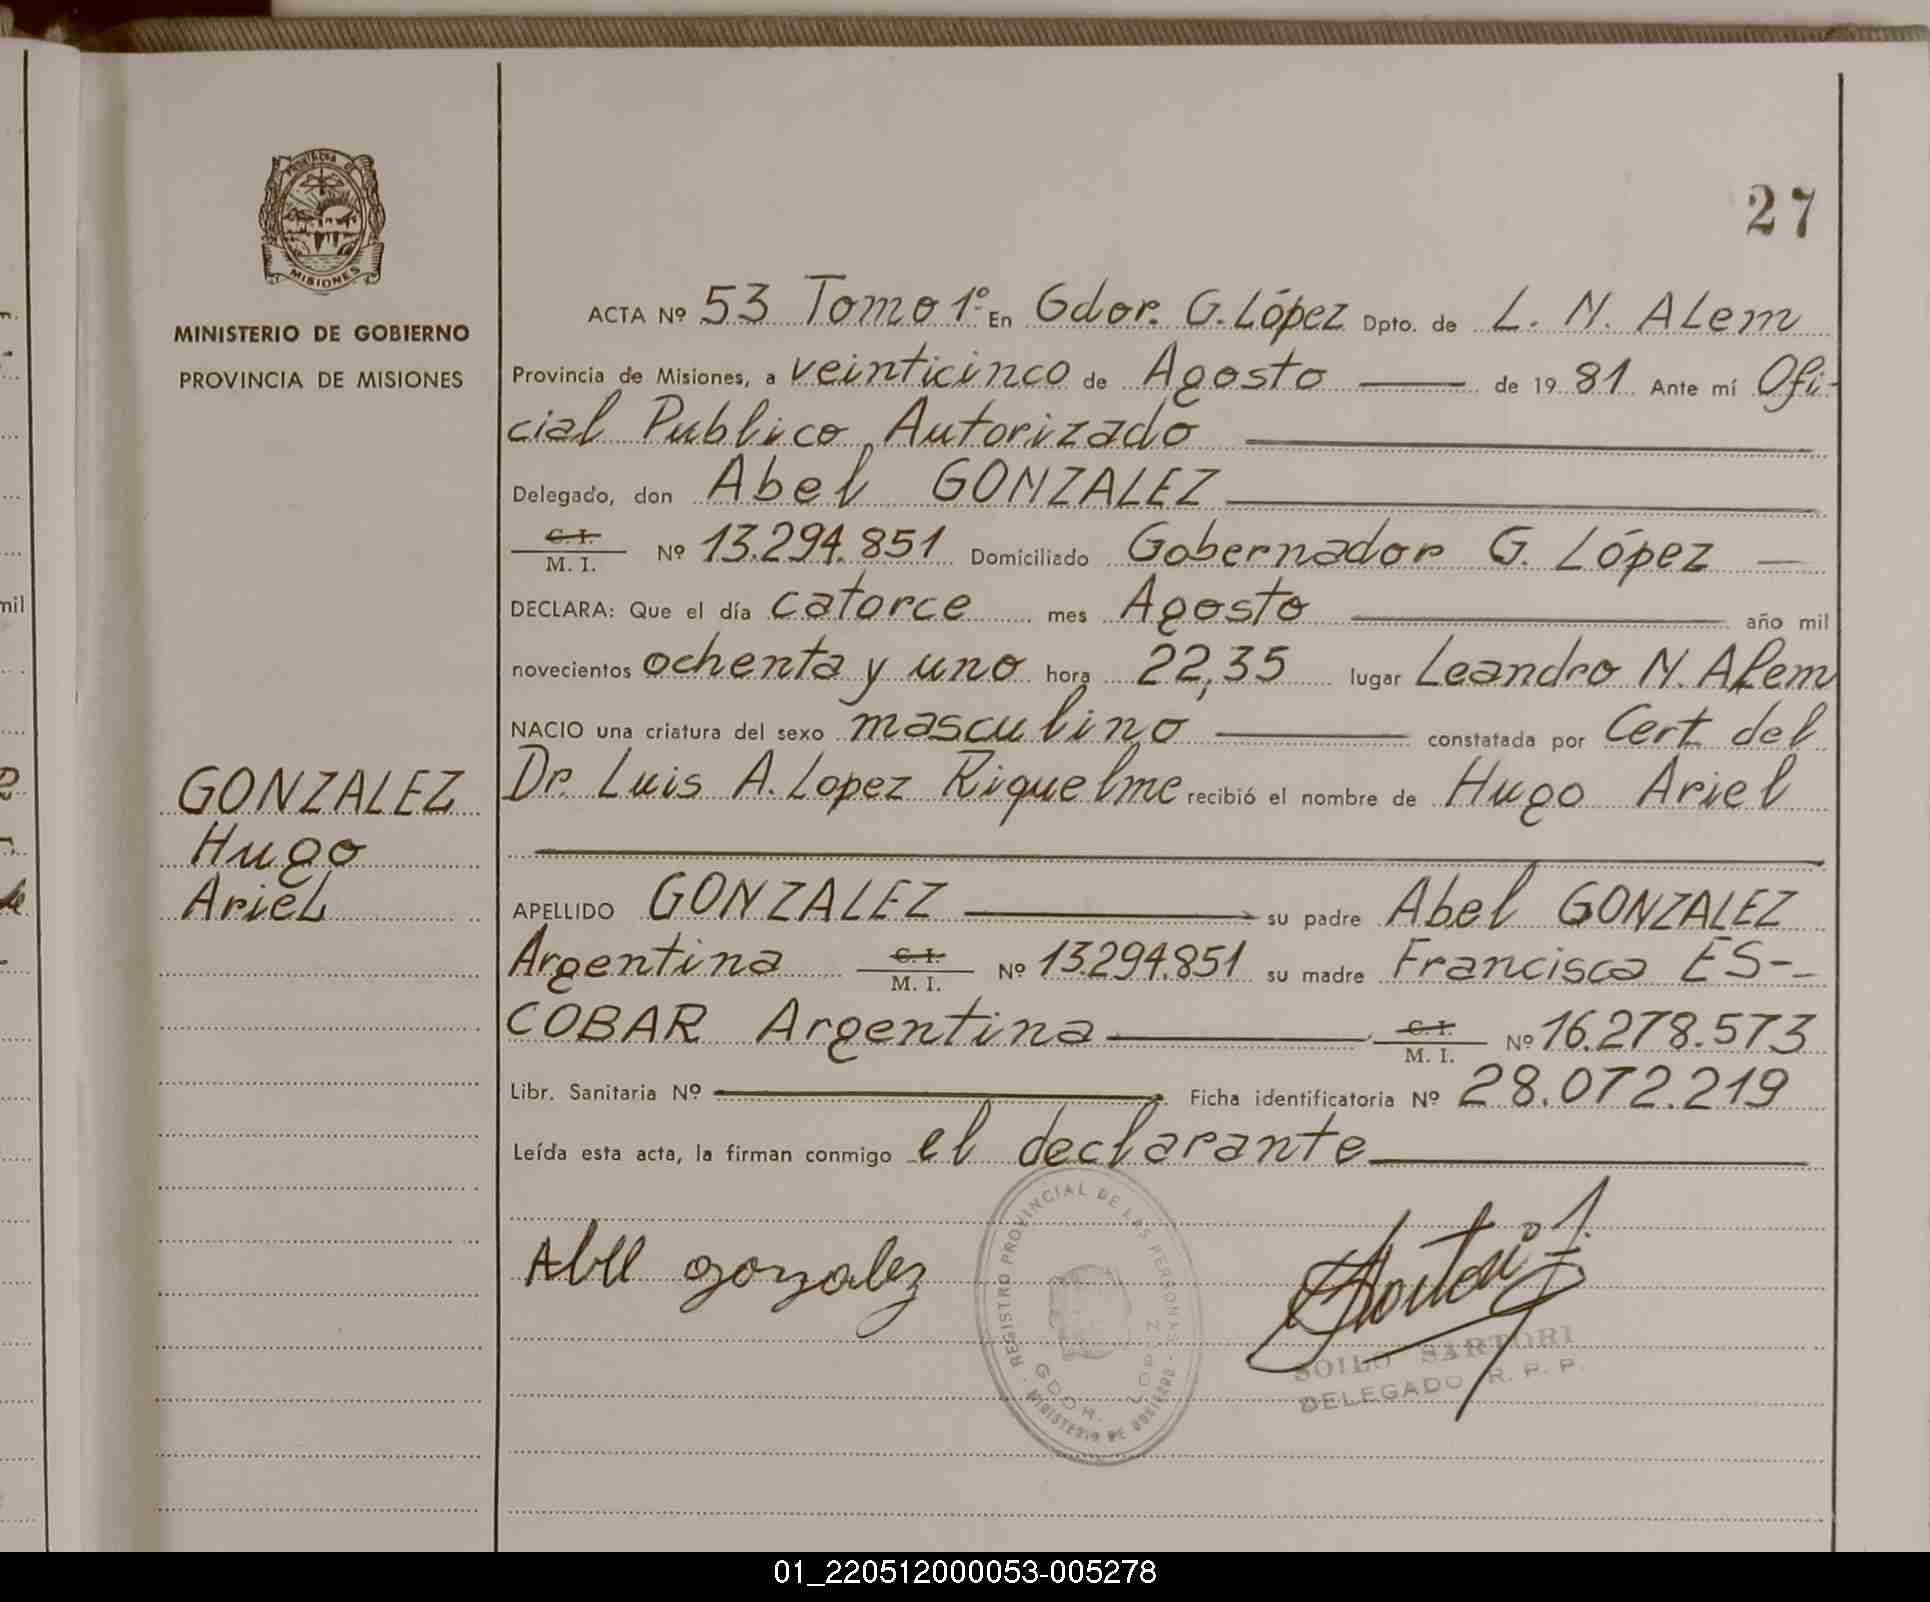 27
MINISTERIO DE GOBIERNO
PROVINCIA DE MISIONES
MISIONES
ACTA Nº 53 Tomo 1º En Gdor. G. López Dpto. de L. N. ALem
Provincia de Misiones, a veinticinco de Agosto de 19 81 Ante mí Ofi-
cial Publico Autorizado
Delegado, don Abel GONZALEZ
C. I.
M. I. Nº 13.294.851 Domiciliado Gobernador G. López
DECLARA: Que el día catorce mes Agosto año mil
novecientos ochenta y uno hora 22,35 lugar Leandro N. Alem
NACIO una criatura del sexo masculino constatada por Cert del
Dr. Luis A. Lopez Riquelme recibió el nombre de Hugo Ariel
GONZALEZ
Hugo
Ariel
APELLIDO GONZALEZ su padre Abel GONZALEZ
Argentina C. I.
M. I. Nº 13.294.851 su madre Francisca ES-
COBAR Argentina C. I.
M. I. Nº 16.278.573
Libr. Sanitaria Nº Ficha identificatoria Nº 28.072.219
Leída esta acta, la firman conmigo el declarante
Abel gonzalez
REGISTRO PROVINCIAL DE LAS PERSONAS
GDOR. LOPEZ
MINISTERIO DE GOBIERNO
SOILO SARTORI
DELEGADO R. P. P.
01_220512000053-005278